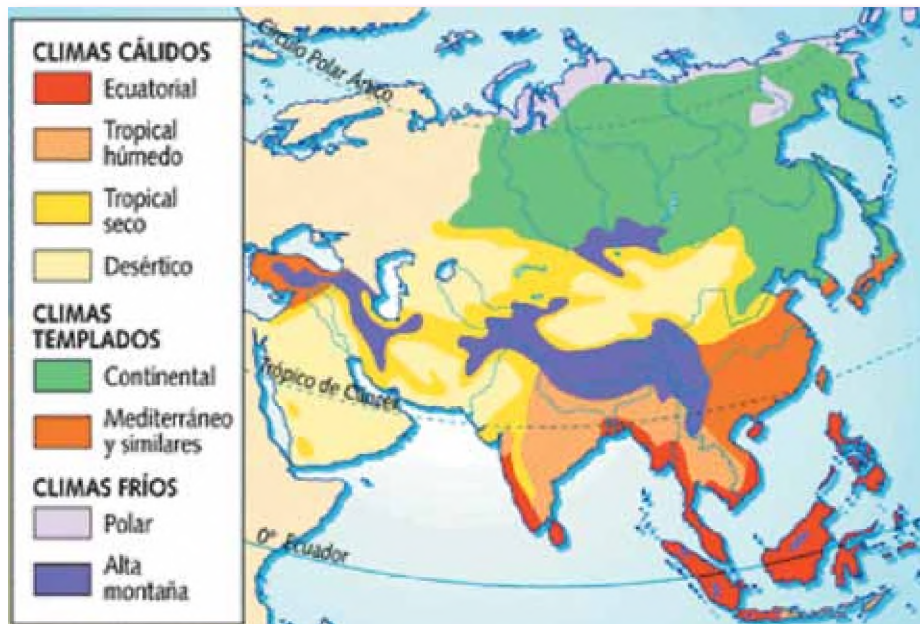 CLIMAS CÁLIDOS
Ecuatorial
Tropical
húmedo
Tropical
seco
Desértico
CLIMAS
TEMPLADOS
Continental
Mediterráneo
y similares
CLIMAS FRÍOS
Polar
Alta
montaña
Círculo Polar Ártico
Trópico de Cáncer
0° Ecuador